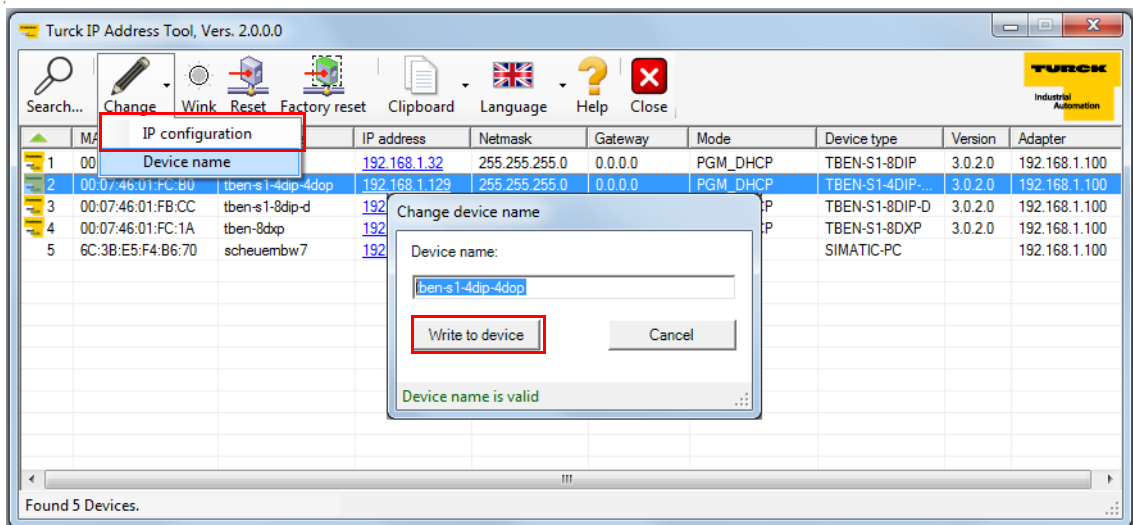 Turck IP Address Tool, Vers. 2.0.0.0
Search... Change Wink Reset Factory reset Clipboard Language Help Close
TURCK
Industrial
Automation
IP configuration
Device name
IP address Netmask Gateway Mode Device type Version Adapter
1 00 192.168.1.32 255.255.255.0 0.0.0.0 PGM_DHCP TBEN-S1-8DIP 3.0.2.0 192.168.1.100
2 00:07:46:01:FC:B0 tben-s1-4dip-4dop 192.168.1.129 255.255.255.0 0.0.0.0 PGM_DHCP TBEN-S1-4DIP-... 3.0.2.0 192.168.1.100
3 00:07:46:01:FB:CC tben-s1-8dip-d 192 TBEN-S1-8DIP-D 3.0.2.0 192.168.1.100
4 00:07:46:01:FC:1A tben-8dxp 192 TBEN-S1-8DXP 3.0.2.0 192.168.1.100
5 6C:3B:E5:F4:B6:70 scheuembw7 192 SIMATIC-PC 192.168.1.100
Change device name
Device name:
tben-s1-4dip-4dop
Write to device Cancel
Device name is valid
Found 5 Devices.